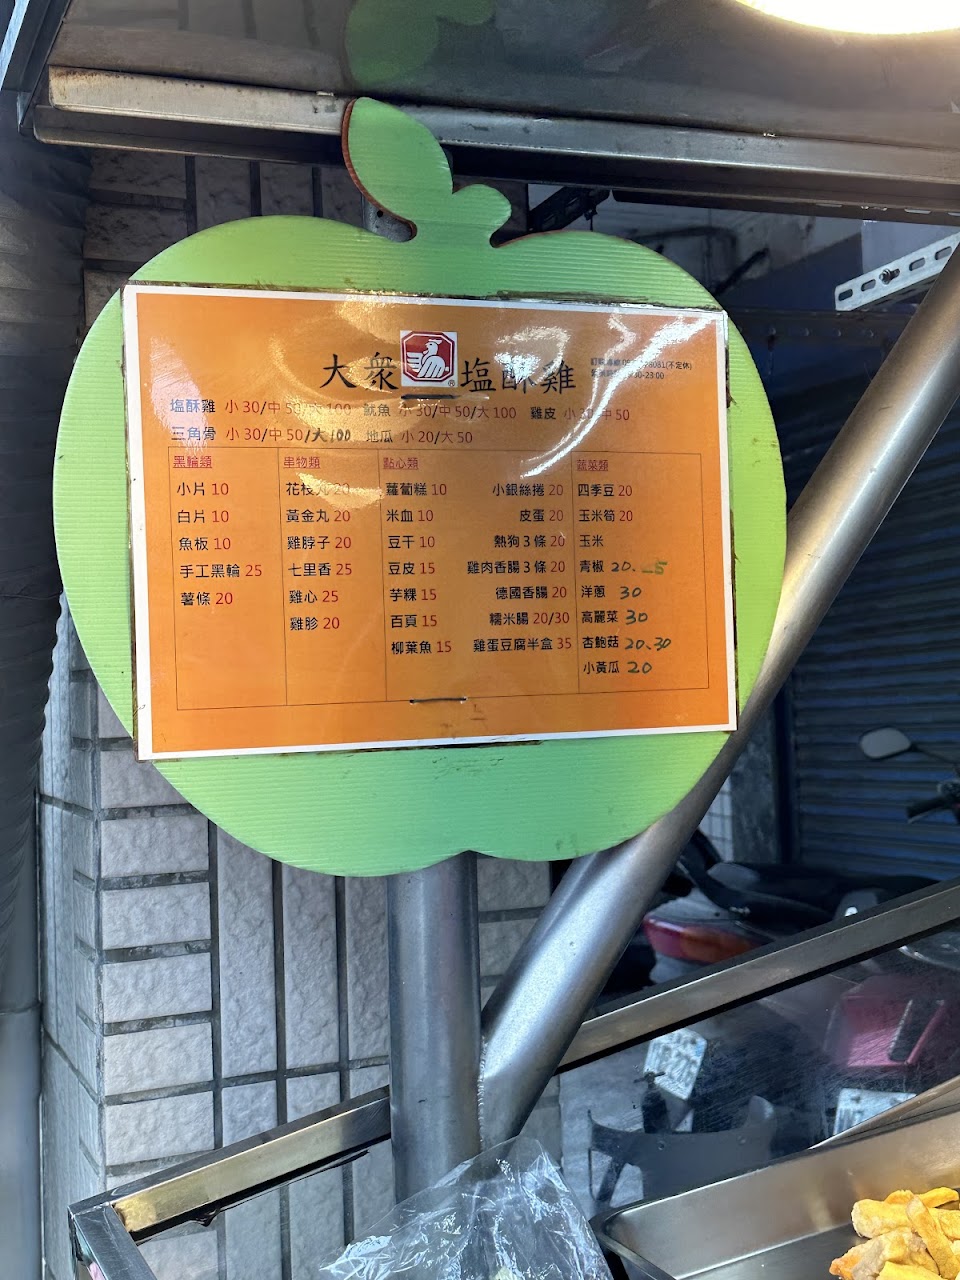 大眾 塩酥雞
塩酥雞 小30/中50/大100 魷魚 小30/中50/大100 雞皮 小30/中50
三角骨 小30/中50/大100 地瓜 小20/大50
黑輪類
小片 10
白片 10
魚板 10
手工黑輪 25
薯條 20
串物類
花枝丸 20
黃金丸 20
雞脖子 20
七里香 25
雞心 25
雞胗 20
點心類
蘿蔔糕 10
米血 10
豆干 10
豆皮 15
芋粿 15
百頁 15
柳葉魚 15
小銀絲捲 20
皮蛋 20
熱狗3條 20
雞肉香腸3條 20
德國香腸 20
糯米腸 20/30
雞蛋豆腐半盒 35
蔬菜類
四季豆 20
玉米筍 20
玉米
青椒 20.
洋蔥 30
高麗菜 30
杏鮑菇 20.30
小黃瓜 20